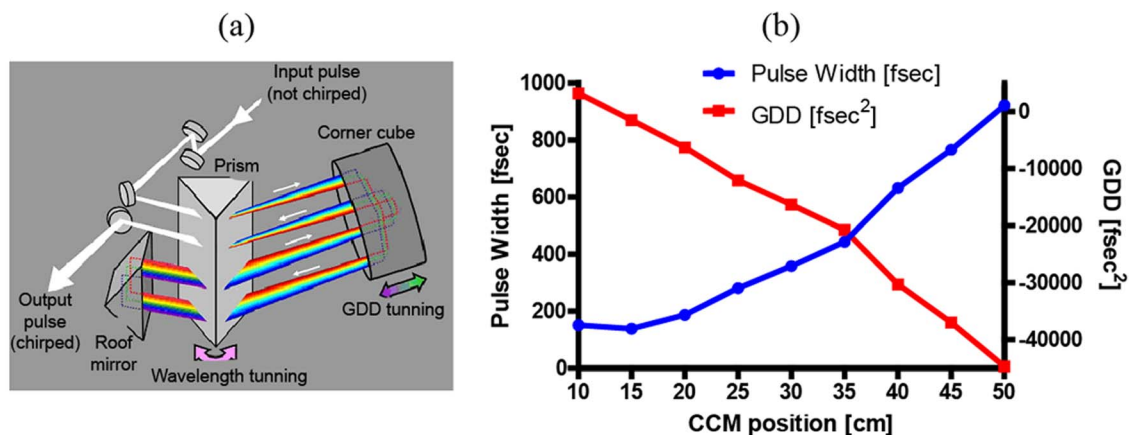 (a)
Input pulse
(not chirped)
Corner cube
Prism
GDD tunning
Output
pulse
(chirped)
Roof
mirror
Wavelength tunning
(b)
Pulse Width [fsec]
GDD [fsec²]
Pulse Width [fsec]
1000
800
600
400
200
0
10 15 20 25 30 35 40 45 50
CCM position [cm]
0
-10000
-20000
-30000
-40000
GDD [fsec²]